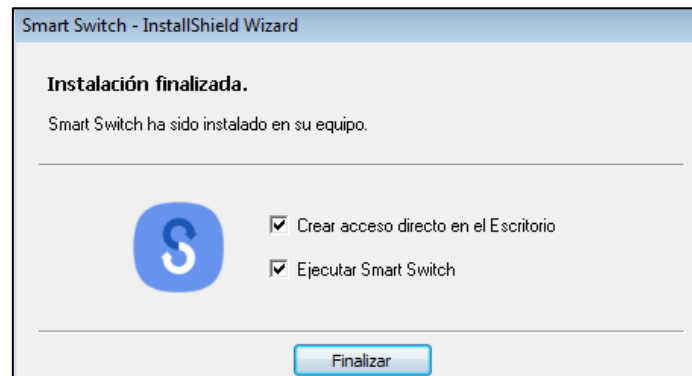 Smart Switch - InstallShield Wizard
Instalación finalizada.
Smart Switch ha sido instalado en su equipo.
Crear acceso directo en el Escritorio
Ejecutar Smart Switch
Finalizar